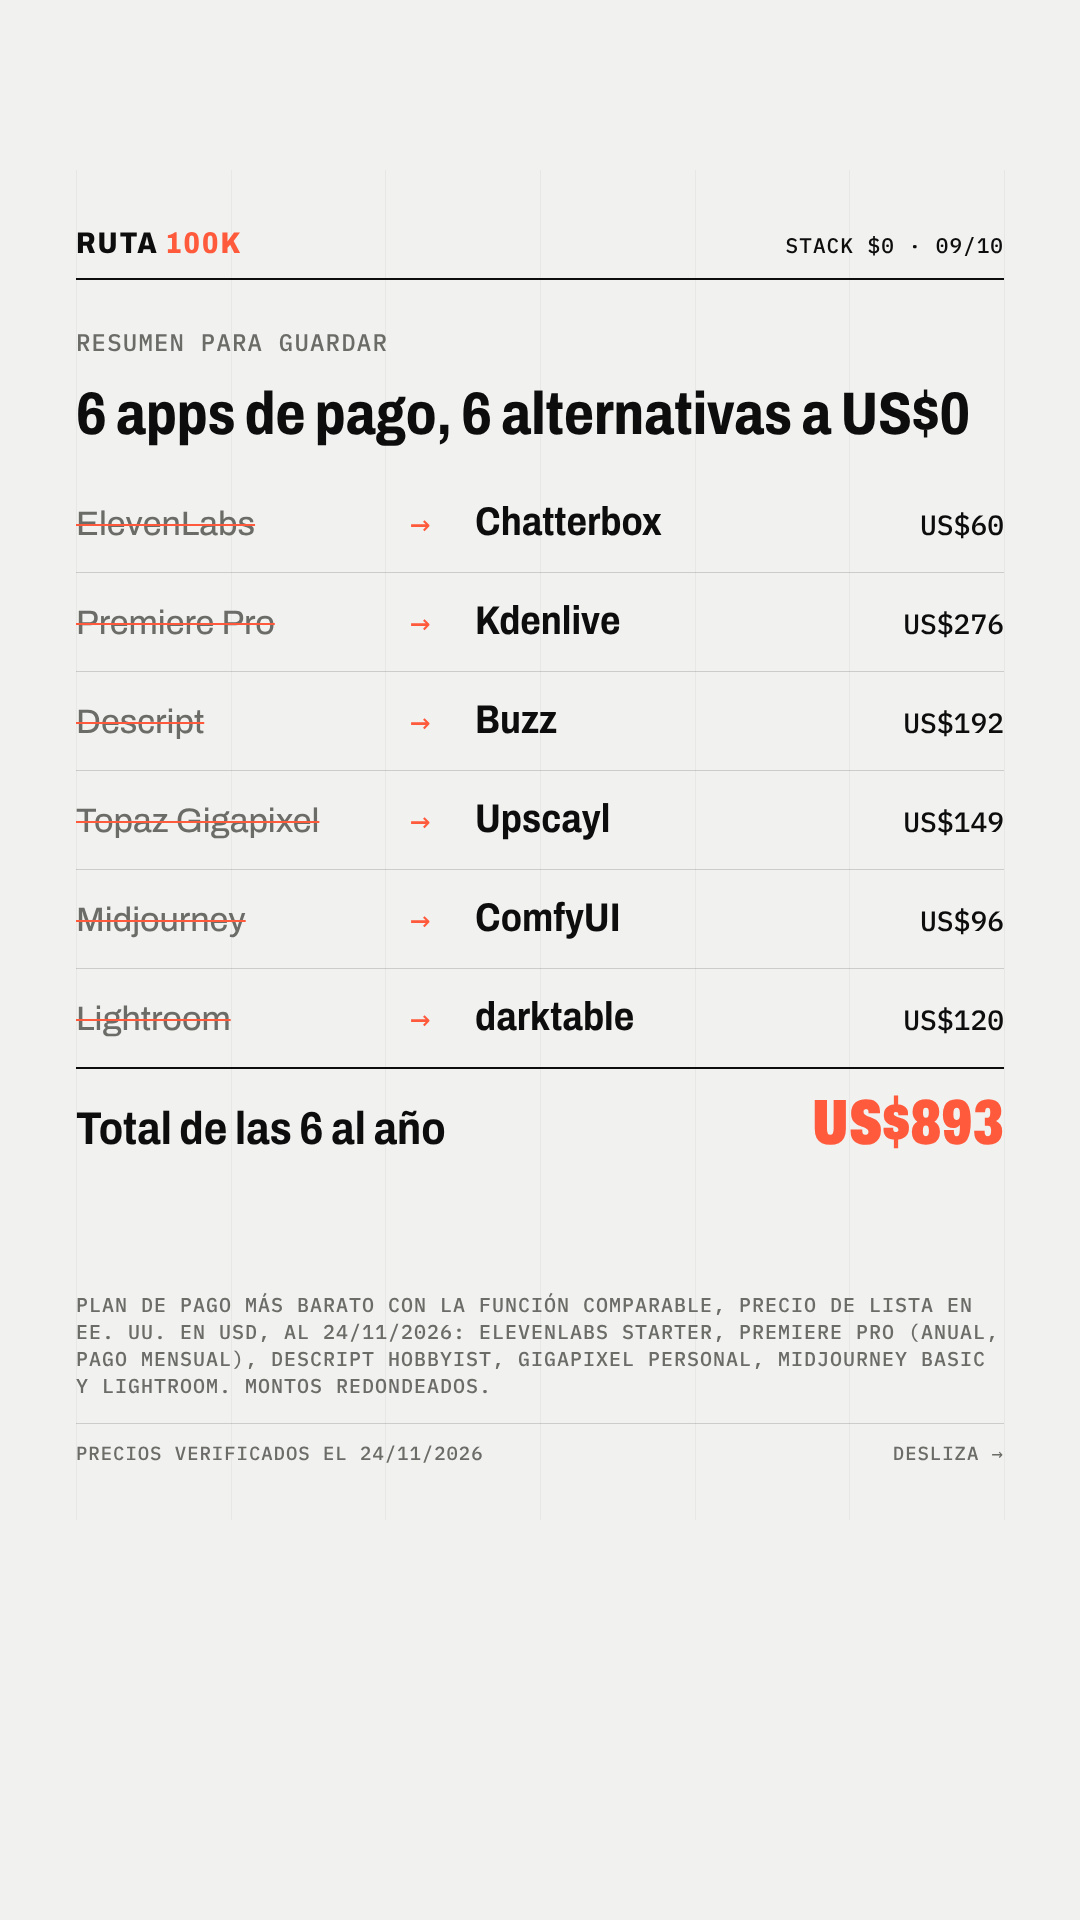 RUTA 100K
STACK $0 · 09/10
RESUMEN PARA GUARDAR
6 apps de pago, 6 alternativas a US$0
ElevenLabs → Chatterbox US$60
Premiere Pro → Kdenlive US$276
Descript → Buzz US$192
Topaz Gigapixel → Upscayl US$149
Midjourney → ComfyUI US$96
Lightroom → darktable US$120
Total de las 6 al año US$893
PLAN DE PAGO MÁS BARATO CON LA FUNCIÓN COMPARABLE, PRECIO DE LISTA EN
EE. UU. EN USD, AL 24/11/2026: ELEVENLABS STARTER, PREMIERE PRO (ANUAL,
PAGO MENSUAL), DESCRIPT HOBBYIST, GIGAPIXEL PERSONAL, MIDJOURNEY BASIC
Y LIGHTROOM. MONTOS REDONDEADOS.
PRECIOS VERIFICADOS EL 24/11/2026
DESLIZA →